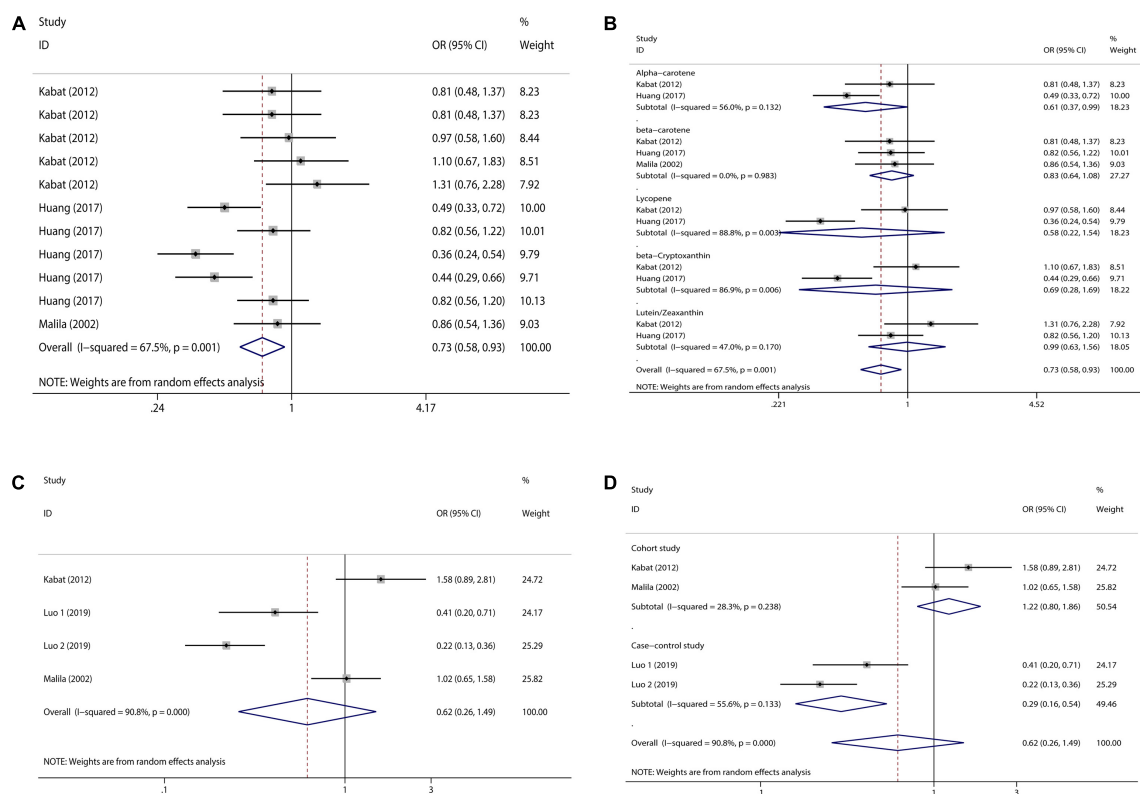 A
Study %
ID OR (95% CI) Weight
Kabat (2012) 0.81 (0.48, 1.37) 8.23
Kabat (2012) 0.81 (0.48, 1.37) 8.23
Kabat (2012) 0.97 (0.58, 1.60) 8.44
Kabat (2012) 1.10 (0.67, 1.83) 8.51
Kabat (2012) 1.31 (0.76, 2.28) 7.92
Huang (2017) 0.49 (0.33, 0.72) 10.00
Huang (2017) 0.82 (0.56, 1.22) 10.01
Huang (2017) 0.36 (0.24, 0.54) 9.79
Huang (2017) 0.44 (0.29, 0.66) 9.71
Huang (2017) 0.82 (0.56, 1.20) 10.13
Malila (2002) 0.86 (0.54, 1.36) 9.03
Overall (I−squared = 67.5%, p = 0.001) 0.73 (0.58, 0.93) 100.00
NOTE: Weights are from random effects analysis
.24 1 4.17
B
Study %
ID OR (95% CI) Weight
Alpha−carotene
Kabat (2012) 0.81 (0.48, 1.37) 8.23
Huang (2017) 0.49 (0.33, 0.72) 10.00
Subtotal (I−squared = 56.0%, p = 0.132) 0.61 (0.37, 0.99) 18.23
.
beta−carotene
Kabat (2012) 0.81 (0.48, 1.37) 8.23
Huang (2017) 0.82 (0.56, 1.22) 10.01
Malila (2002) 0.86 (0.54, 1.36) 9.03
Subtotal (I−squared = 0.0%, p = 0.983) 0.83 (0.64, 1.08) 27.27
.
Lycopene
Kabat (2012) 0.97 (0.58, 1.60) 8.44
Huang (2017) 0.36 (0.24, 0.54) 9.79
Subtotal (I−squared = 88.8%, p = 0.003) 0.58 (0.22, 1.54) 18.23
.
beta−Cryptoxanthin
Kabat (2012) 1.10 (0.67, 1.83) 8.51
Huang (2017) 0.44 (0.29, 0.66) 9.71
Subtotal (I−squared = 86.9%, p = 0.006) 0.69 (0.28, 1.69) 18.22
.
Lutein/Zeaxanthin
Kabat (2012) 1.31 (0.76, 2.28) 7.92
Huang (2017) 0.82 (0.56, 1.20) 10.13
Subtotal (I−squared = 47.0%, p = 0.170) 0.99 (0.63, 1.56) 18.05
.
Overall (I−squared = 67.5%, p = 0.001) 0.73 (0.58, 0.93) 100.00
NOTE: Weights are from random effects analysis
.221 1 4.52
C
Study %
ID OR (95% CI) Weight
Kabat (2012) 1.58 (0.89, 2.81) 24.72
Luo 1 (2019) 0.41 (0.20, 0.71) 24.17
Luo 2 (2019) 0.22 (0.13, 0.36) 25.29
Malila (2002) 1.02 (0.65, 1.58) 25.82
Overall (I−squared = 90.8%, p = 0.000) 0.62 (0.26, 1.49) 100.00
NOTE: Weights are from random effects analysis
.1 1 3
D
Study %
ID OR (95% CI) Weight
Cohort study
Kabat (2012) 1.58 (0.89, 2.81) 24.72
Malila (2002) 1.02 (0.65, 1.58) 25.82
Subtotal (I−squared = 28.3%, p = 0.238) 1.22 (0.80, 1.86) 50.54
.
Case−control study
Luo 1 (2019) 0.41 (0.20, 0.71) 24.17
Luo 2 (2019) 0.22 (0.13, 0.36) 25.29
Subtotal (I−squared = 55.6%, p = 0.133) 0.29 (0.16, 0.54) 49.46
.
Overall (I−squared = 90.8%, p = 0.000) 0.62 (0.26, 1.49) 100.00
NOTE: Weights are from random effects analysis
.1 1 3